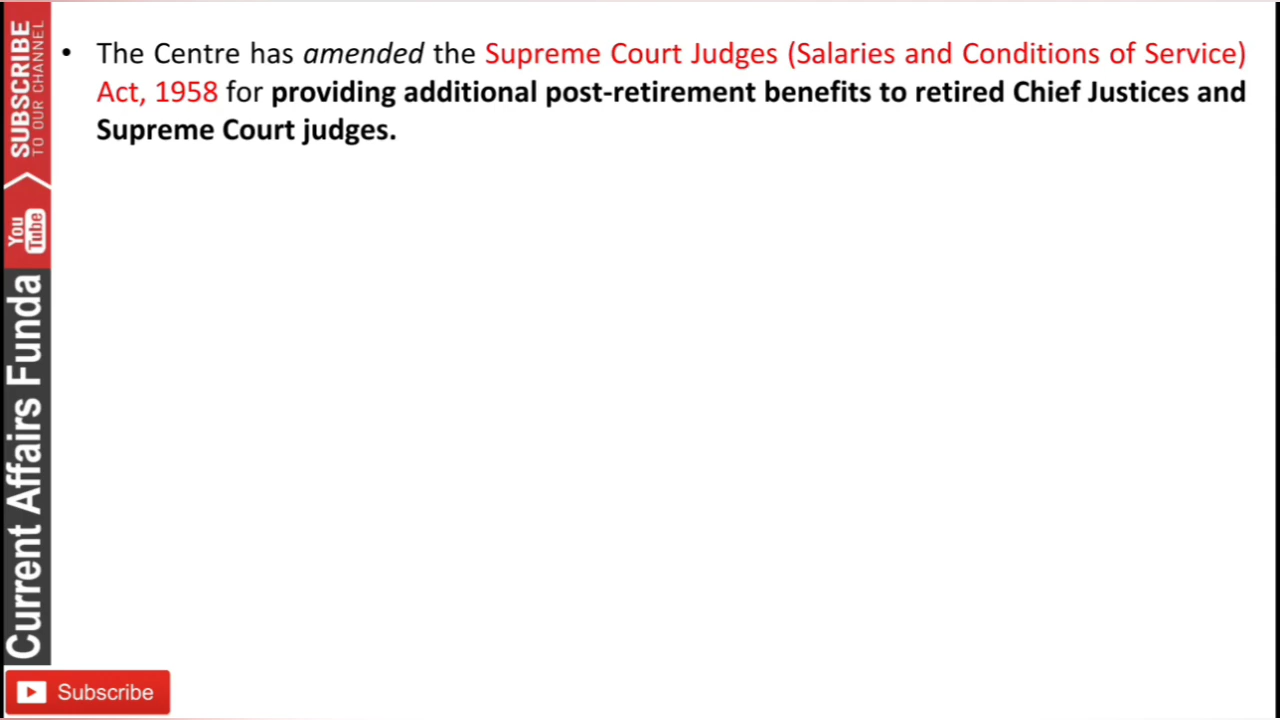 • The Centre has amended the Supreme Court Judges (Salaries and Conditions of Service)
Act, 1958 for providing additional post-retirement benefits to retired Chief Justices and
Supreme Court judges.
SUBSCRIBE
TO OUR CHANNEL
You
Tube
Current Affairs Funda
Subscribe